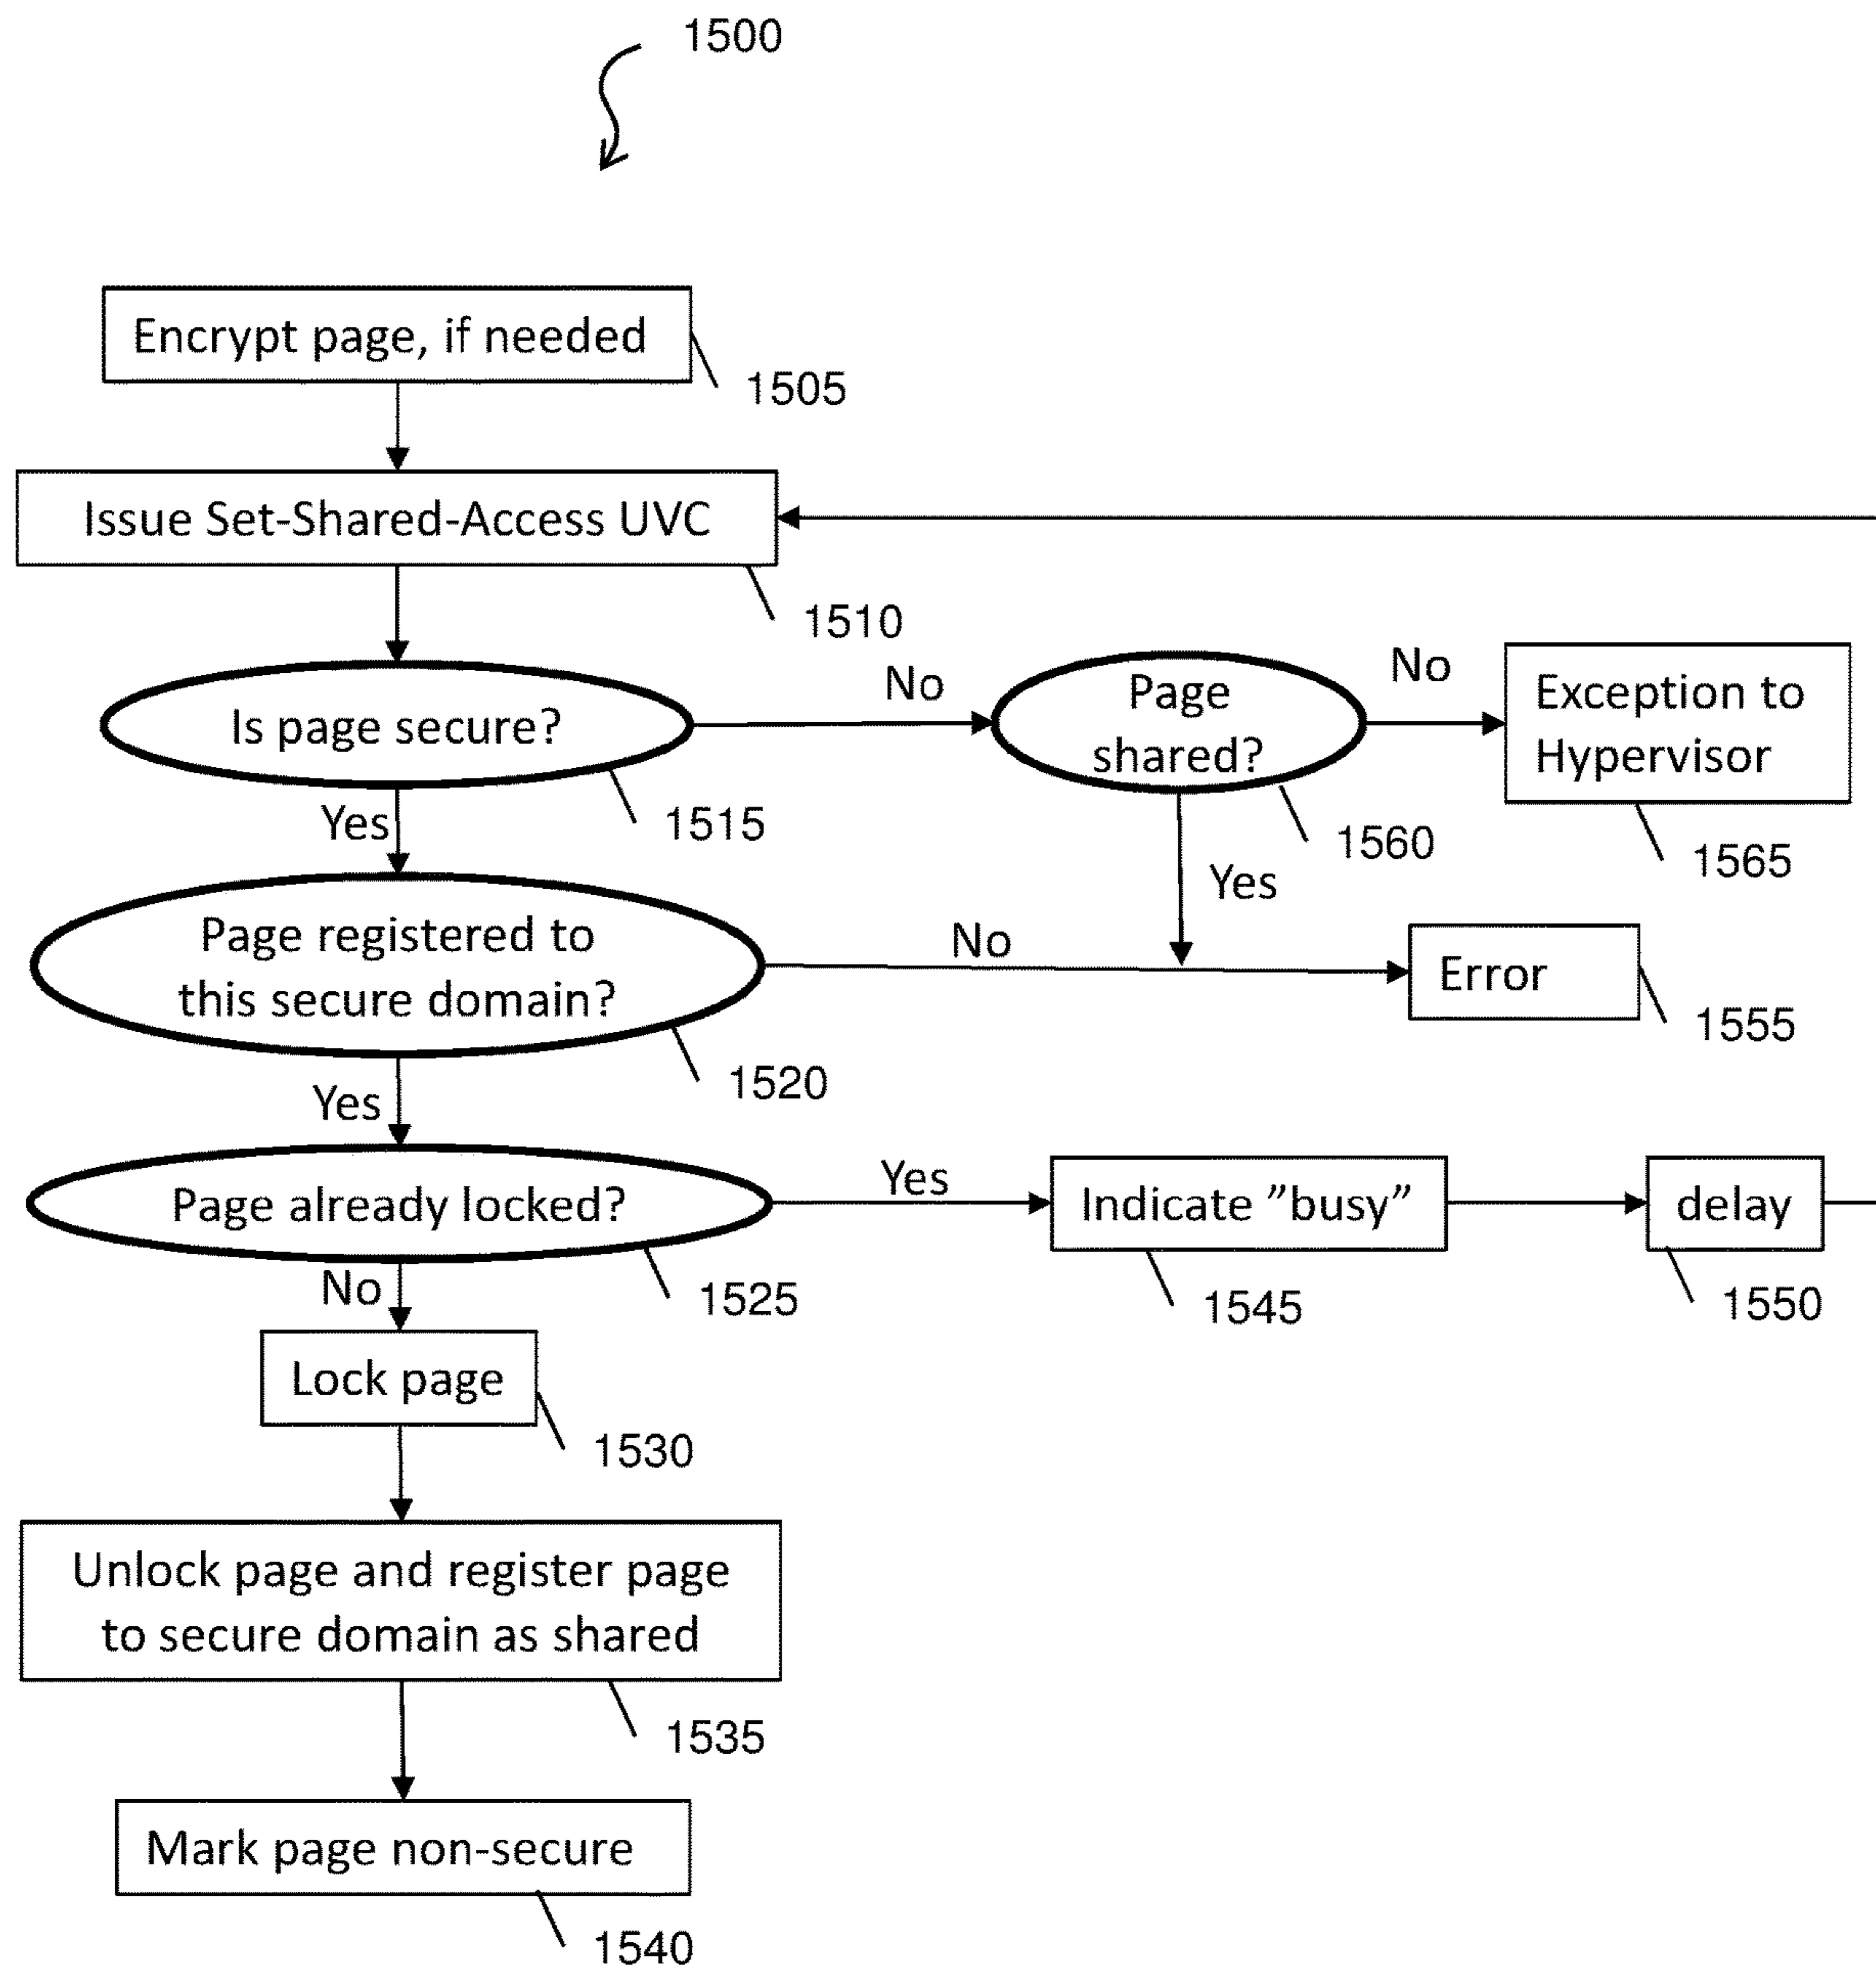 1500
Encrypt page, if needed
1505
Issue Set-Shared-Access UVC
1510
Is page secure?
1515
No
Page
shared?
1560
No
Exception to
Hypervisor
1565
Yes
Yes
Page registered to
this secure domain?
1520
No
Error
1555
Yes
Page already locked?
1525
Yes
Indicate ”busy”
1545
delay
1550
No
Lock page
1530
Unlock page and register page
to secure domain as shared
1535
Mark page non-secure
1540